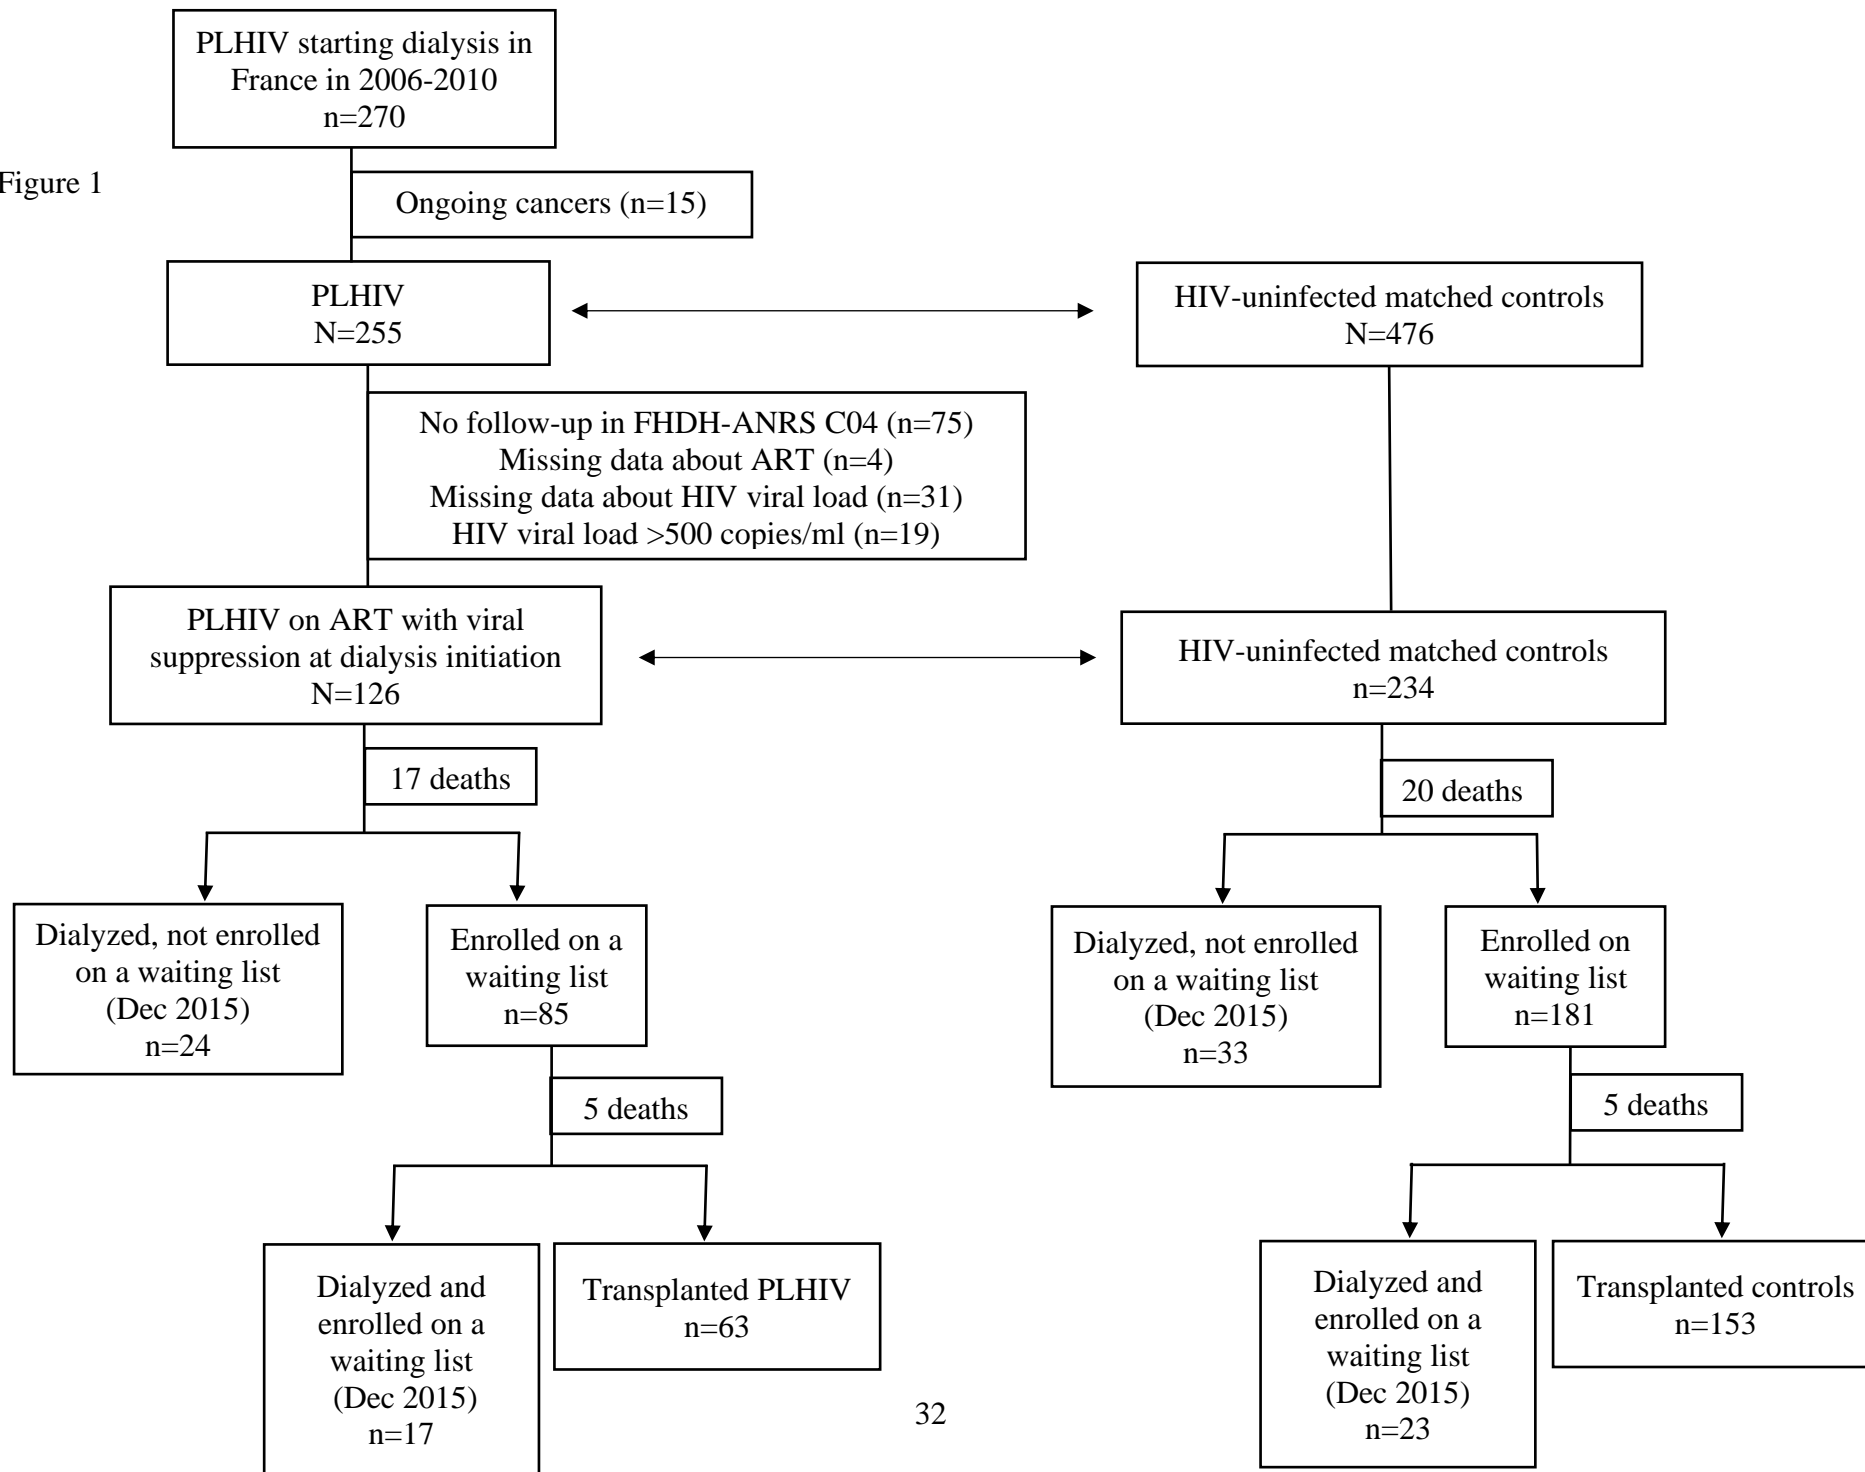 PLHIV starting dialysis in
France in 2006-2010
n=270
Figure 1
Ongoing cancers (n=15)
PLHIV
N=255
HIV-uninfected matched controls
N=476
No follow-up in FHDH-ANRS C04 (n=75)
Missing data about ART (n=4)
Missing data about HIV viral load (n=31)
HIV viral load >500 copies/ml (n=19)
PLHIV on ART with viral
suppression at dialysis initiation
N=126
HIV-uninfected matched controls
n=234
17 deaths
20 deaths
Dialyzed, not enrolled
on a waiting list
(Dec 2015)
n=24
Enrolled on a
waiting list
n=85
Dialyzed, not enrolled
on a waiting list
(Dec 2015)
n=33
Enrolled on
waiting list
n=181
5 deaths
5 deaths
Dialyzed and
enrolled on a
waiting list
(Dec 2015)
n=17
Transplanted PLHIV
n=63
Dialyzed and
enrolled on a
waiting list
(Dec 2015)
n=23
Transplanted controls
n=153
32